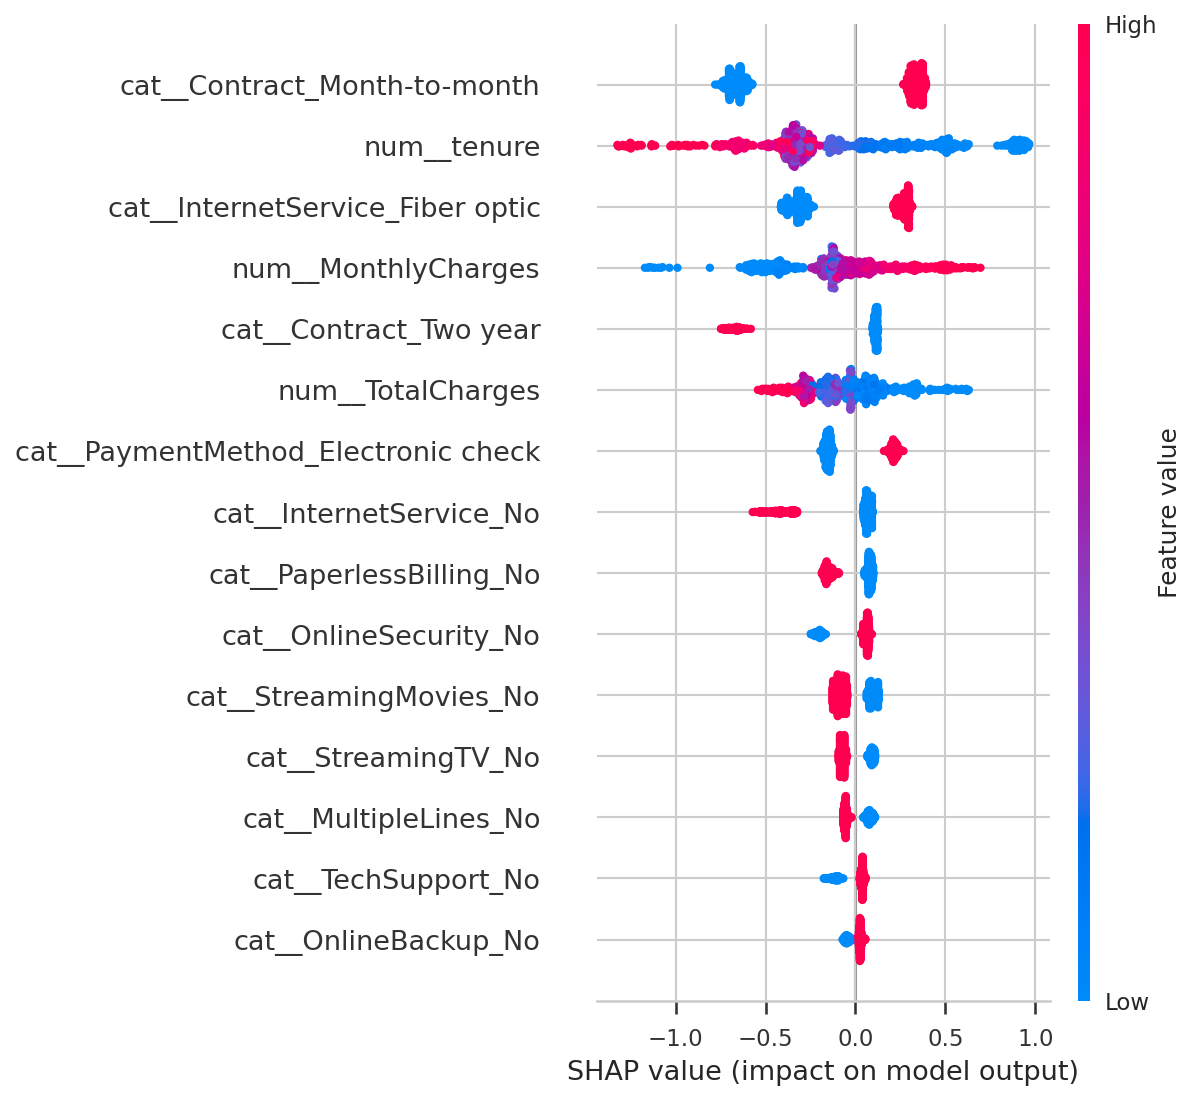 High
cat__Contract_Month-to-month
num__tenure
cat__InternetService_Fiber optic
num__MonthlyCharges
cat__Contract_Two year
num__TotalCharges
cat__PaymentMethod_Electronic check
cat__InternetService_No
cat__PaperlessBilling_No
cat__OnlineSecurity_No
cat__StreamingMovies_No
cat__StreamingTV_No
cat__MultipleLines_No
cat__TechSupport_No
cat__OnlineBackup_No
Feature value
Low
−1.0 −0.5 0.0 0.5 1.0
SHAP value (impact on model output)